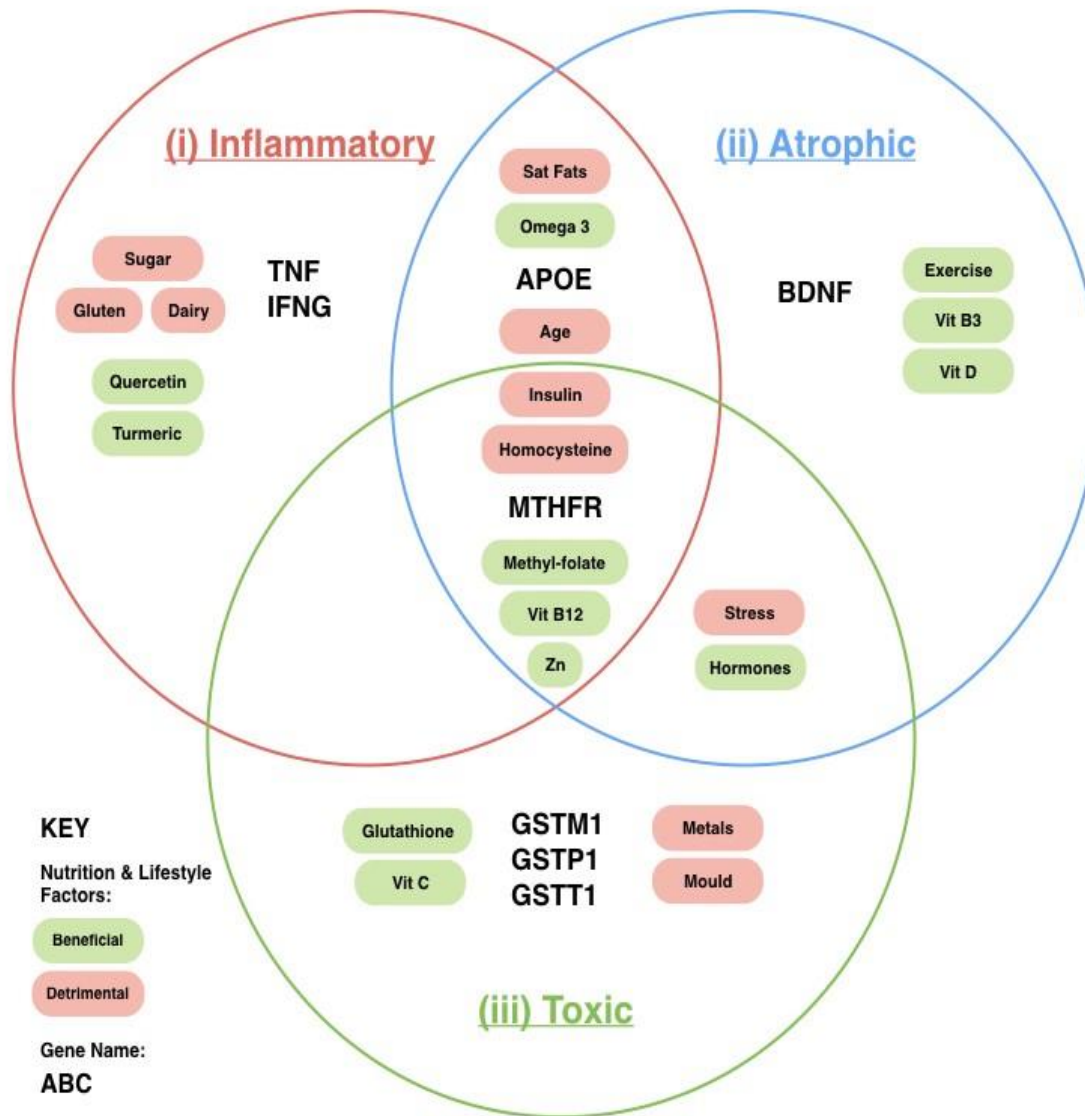 (i) Inflammatory
(ii) Atrophic
Sat Fats
Omega 3
APOE
Age
Sugar
Gluten
Dairy
TNF
IFNG
Quercetin
Turmeric
BDNF
Exercise
Vit B3
Vit D
Insulin
Homocysteine
MTHFR
Methyl-folate
Vit B12
Zn
Stress
Hormones
Glutathione
Vit C
GSTM1
GSTP1
GSTT1
Metals
Mould
(iii) Toxic
KEY
Nutrition & Lifestyle
Factors:
Beneficial
Detrimental
Gene Name:
ABC